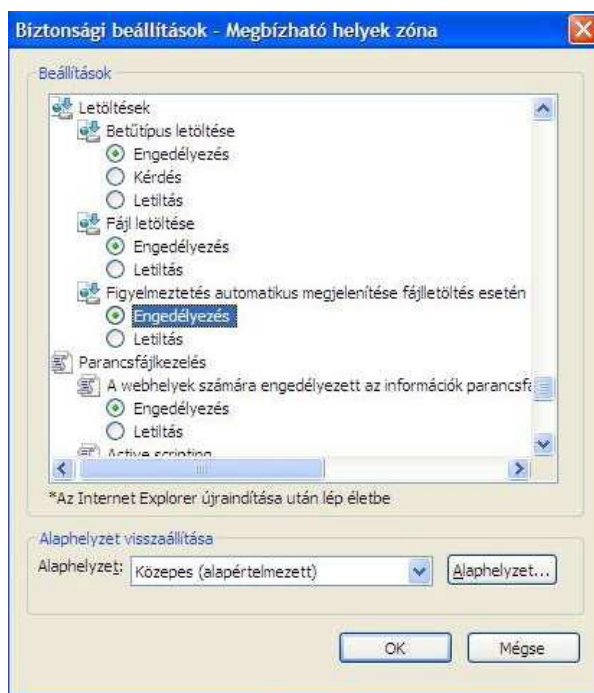 Biztonsági beállítások - Megbízható helyek zóna
Beállítások
Letöltések
Betűtípus letöltése
Engedélyezés
Kérdés
Letiltás
Fájl letöltése
Engedélyezés
Letiltás
Figyelmeztetés automatikus megjelenítése fájlletöltés esetén
Engedélyezés
Letiltás
Parancsfájlkezelés
A webhelyek számára engedélyezett az információk parancsfá
Engedélyezés
Letiltás
Active scripting
*Az Internet Explorer újraindítása után lép életbe
Alaphelyzet visszaállítása
Alaphelyzet: Közepes (alapértelmezett) Alaphelyzet...
OK Mégse